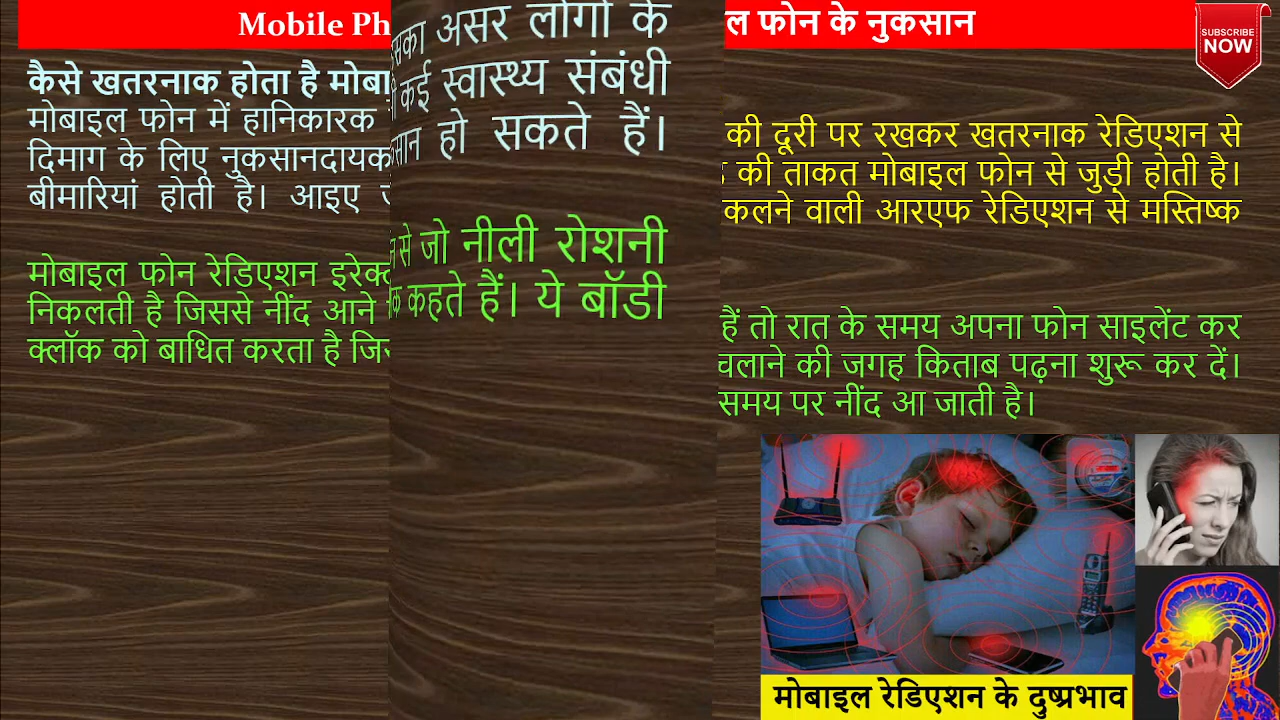 Mobile Ph
ल फोन के नुकसान
SUBSCRIBE
NOW
कैसे खतरनाक होता है
मोबाइल फोन में हानिकारक
दिमाग के लिए नुकसानदायक
बीमारियां होती है। आइए
मोबाइल फोन रेडिएशन
निकलती है जिससे नींद आने
क्लॉक को बाधित करता है
असर लोगों के
कई स्वास्थ्य संबंधी
हो सकते हैं।
से जो नीली रोशनी
कहते हैं। ये बॉडी
की दूरी पर रखकर खतरनाक रेडिएशन से
की ताकत मोबाइल फोन से जुड़ी होती है।
कलने वाली आरएफ रेडिएशन से मस्तिष्क
हैं तो रात के समय अपना फोन साइलेंट कर
चलाने की जगह किताब पढ़ना शुरू कर दें।
समय पर नींद आ जाती है।
मोबाइल रेडिएशन के दुष्प्रभाव